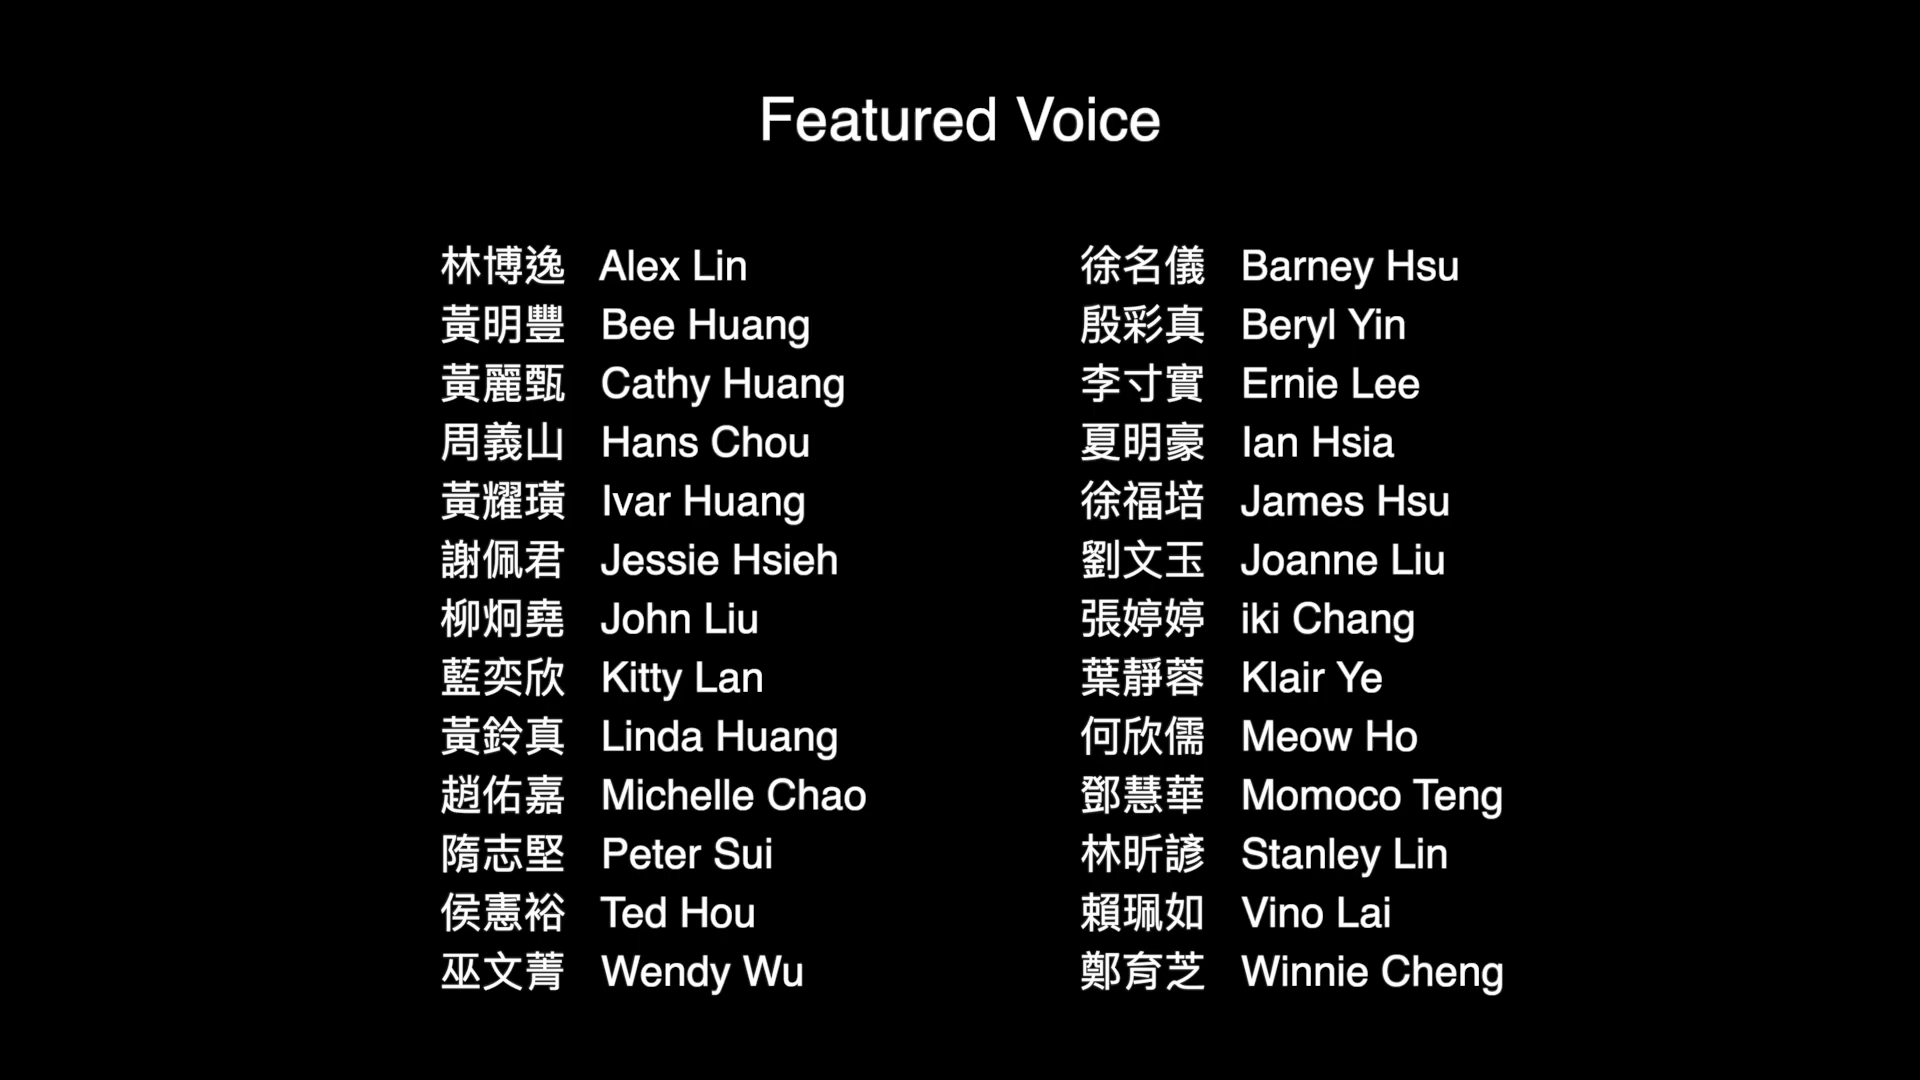 Featured Voice
林博逸 Alex Lin 徐名儀 Barney Hsu
黃明豐 Bee Huang 殷彩真 Beryl Yin
黃麗甄 Cathy Huang 李寸實 Ernie Lee
周義山 Hans Chou 夏明豪 Ian Hsia
黃耀璜 Ivar Huang 徐福培 James Hsu
謝佩君 Jessie Hsieh 劉文玉 Joanne Liu
柳炯堯 John Liu 張婷婷 iki Chang
藍奕欣 Kitty Lan 葉靜蓉 Klair Ye
黃鈴真 Linda Huang 何欣儒 Meow Ho
趙佑嘉 Michelle Chao 鄧慧華 Momoco Teng
隋志堅 Peter Sui 林昕諺 Stanley Lin
侯憲裕 Ted Hou 賴珮如 Vino Lai
巫文菁 Wendy Wu 鄭育芝 Winnie Cheng